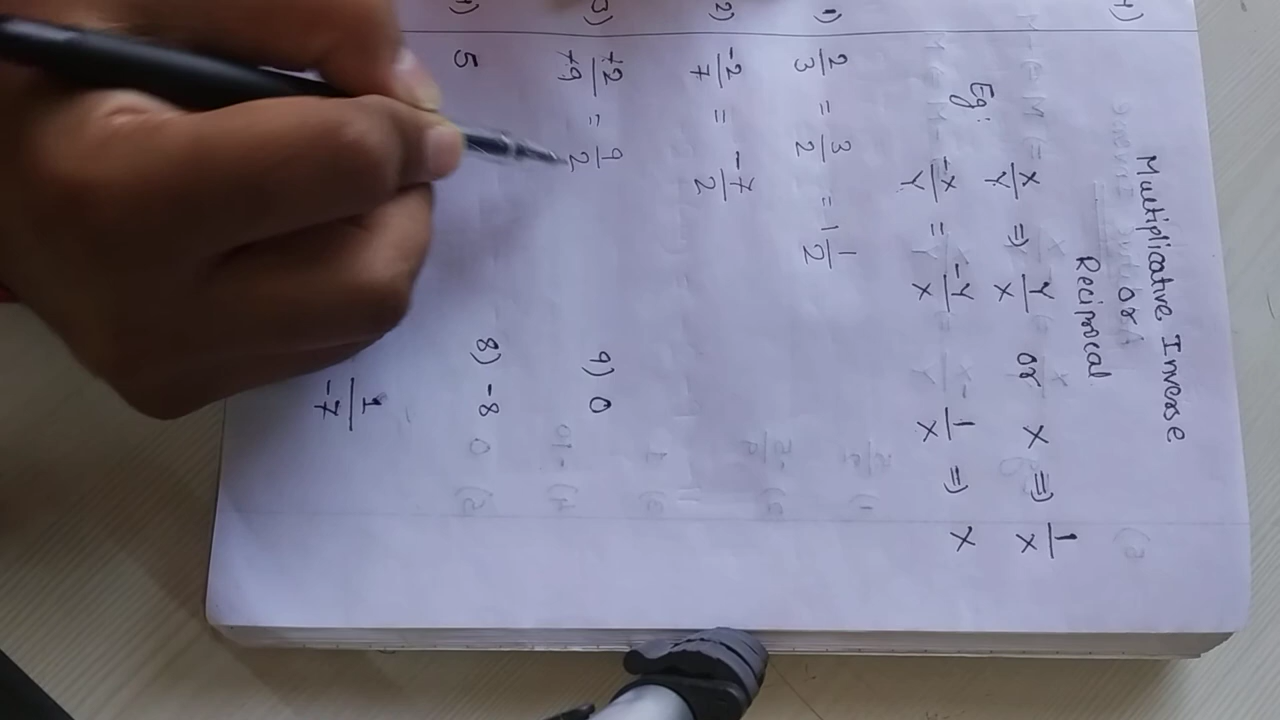 Multiplicative Inverse
or
Reciprocal
Eg: x/y ⇒ y/x or x ⇒ 1/x
-x/y = -y/x 1/x ⇒ x
1) 2/3 = 3/2 = 1 1/2
2) -2/7 = -7/2
3) +2/+9 = 9/2 9) 0
5 8) -8
1/-7